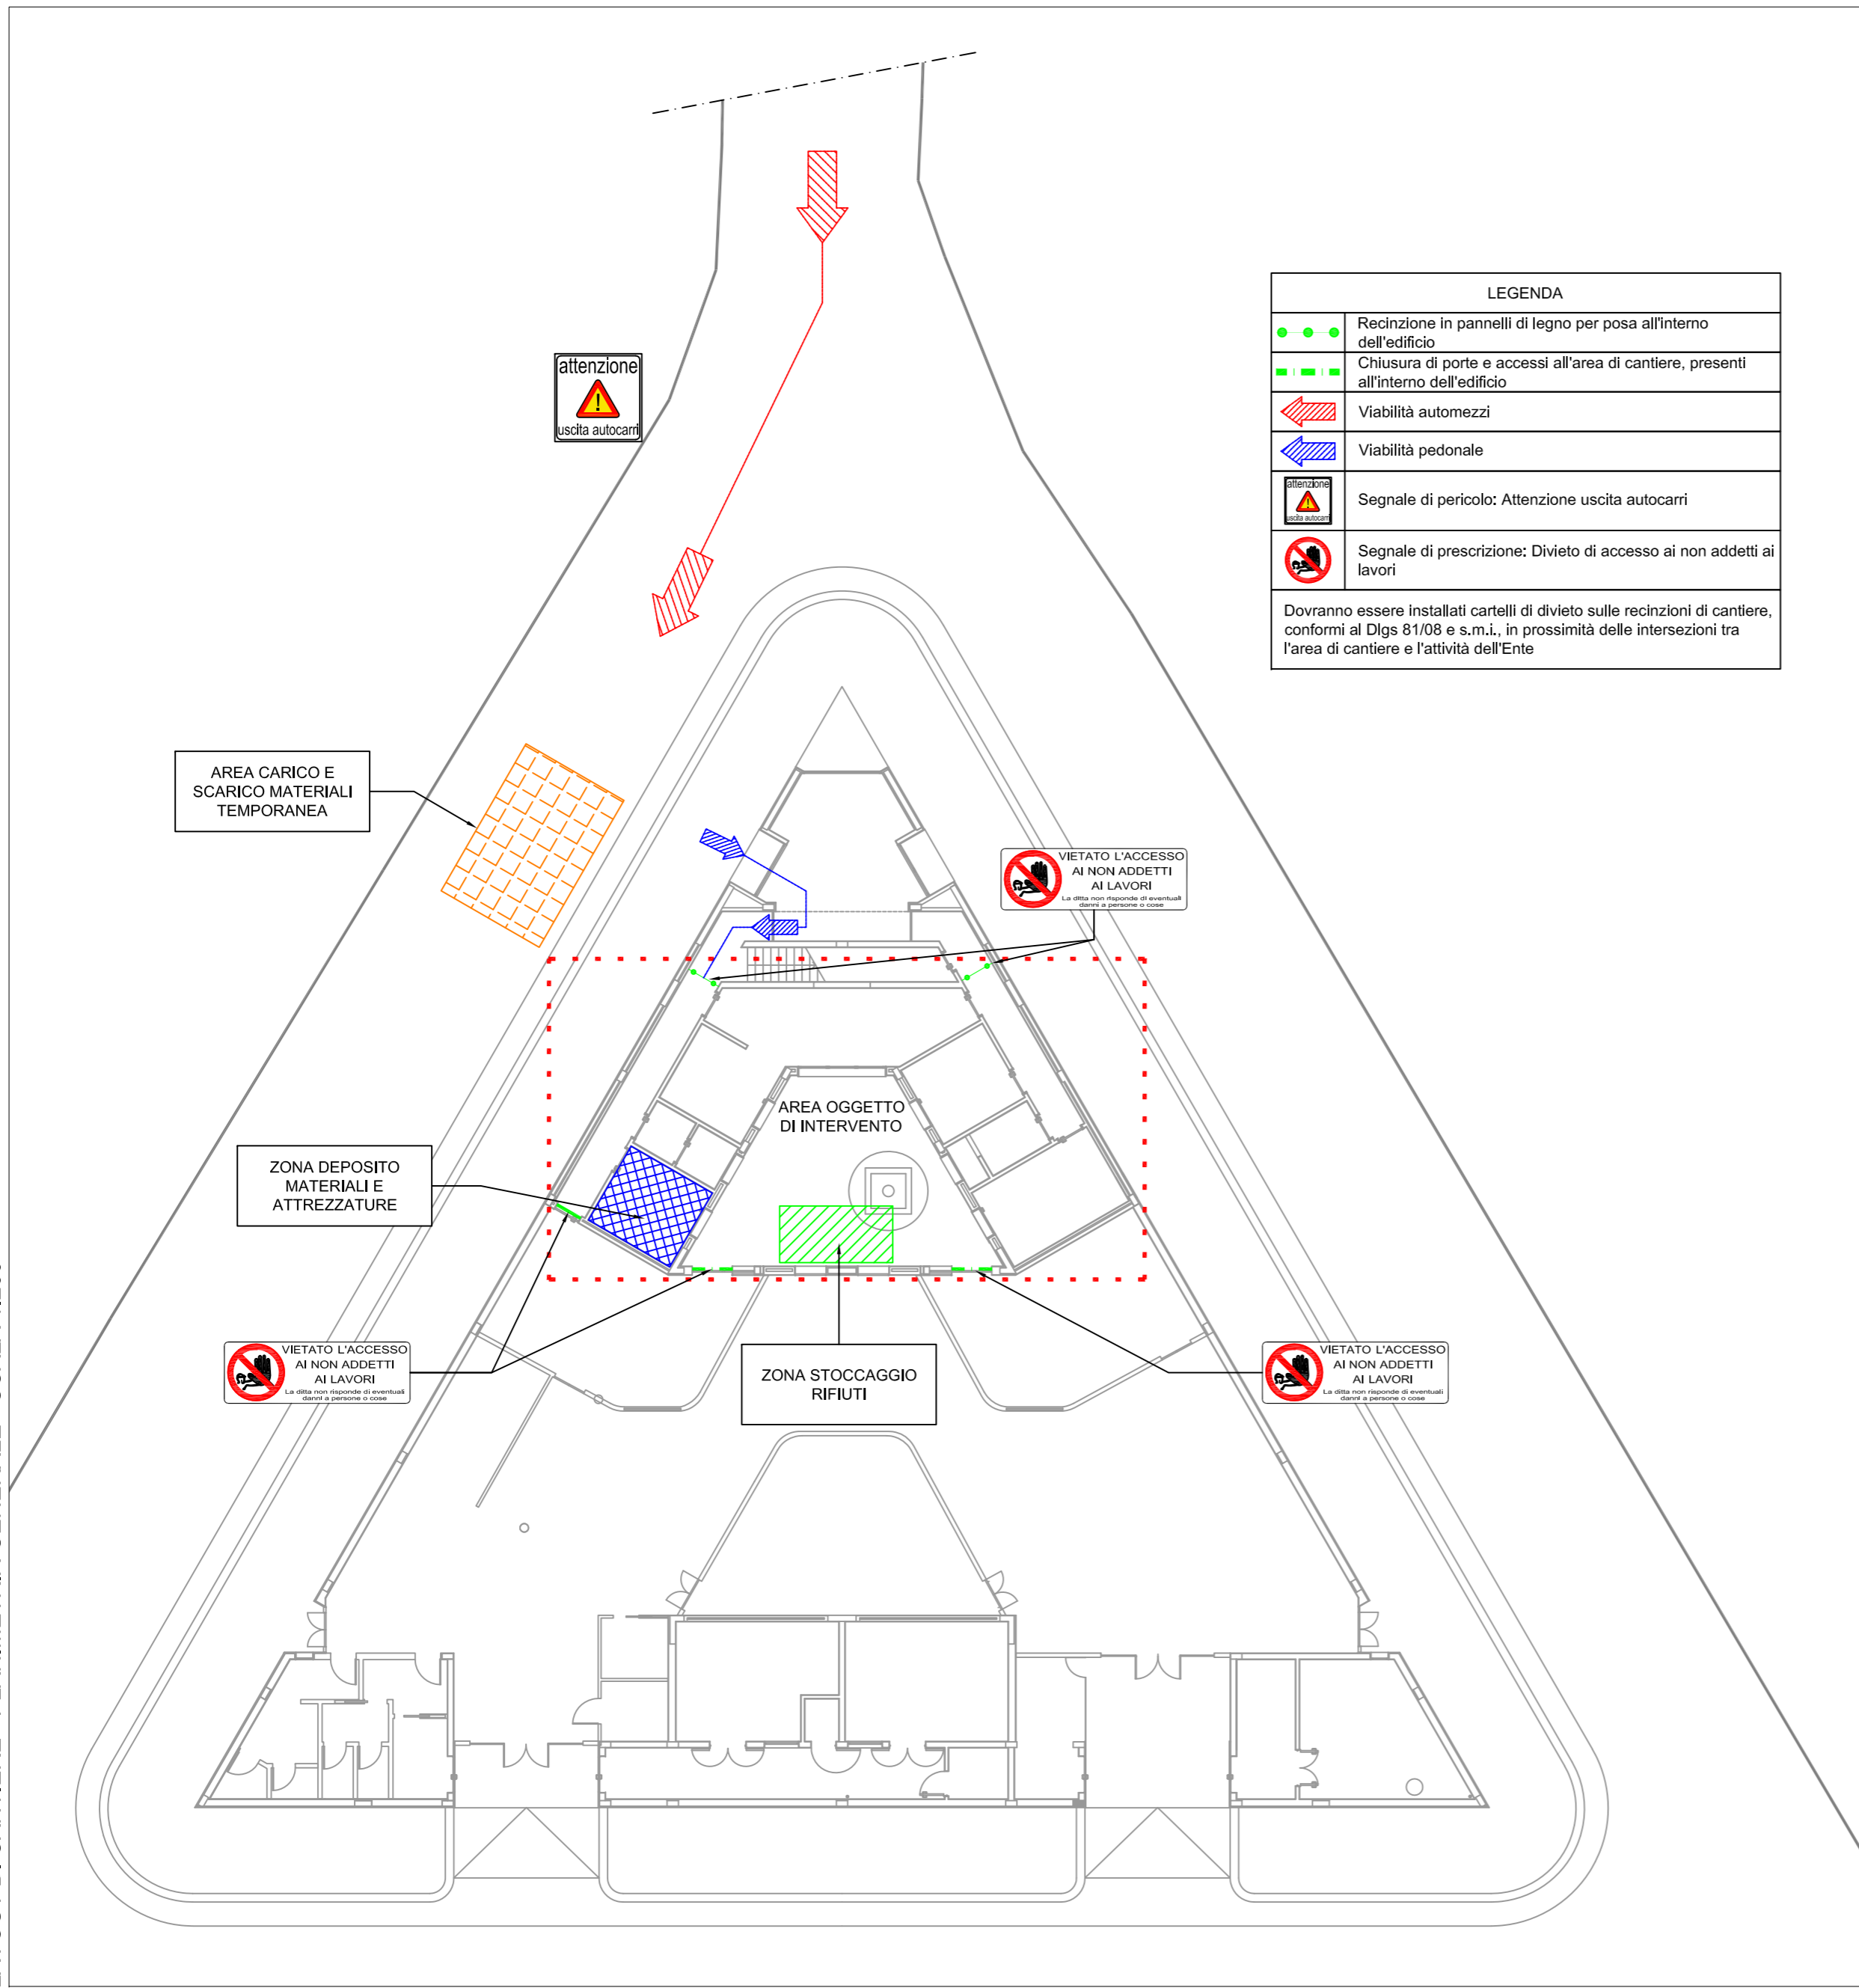 attenzione
uscita autocarri
LEGENDA
Recinzione in pannelli di legno per posa all'interno
dell'edificio
Chiusura di porte e accessi all'area di cantiere, presenti
all'interno dell'edificio
Viabilità automezzi
Viabilità pedonale
attenzione
uscita autocarri
Segnale di pericolo: Attenzione uscita autocarri
Segnale di prescrizione: Divieto di accesso ai non addetti ai
lavori
Dovranno essere installati cartelli di divieto sulle recinzioni di cantiere,
conformi al Dlgs 81/08 e s.m.i., in prossimità delle intersezioni tra
l'area di cantiere e l'attività dell'Ente
AREA CARICO E
SCARICO MATERIALI
TEMPORANEA
VIETATO L'ACCESSO
AI NON ADDETTI
AI LAVORI
La ditta non risponde di eventuali
danni a persone o cose
AREA OGGETTO
DI INTERVENTO
ZONA DEPOSITO
MATERIALI E
ATTREZZATURE
VIETATO L'ACCESSO
AI NON ADDETTI
AI LAVORI
La ditta non risponde di eventuali
danni a persone o cose
ZONA STOCCAGGIO
RIFIUTI
VIETATO L'ACCESSO
AI NON ADDETTI
AI LAVORI
La ditta non risponde di eventuali
danni a persone o cose